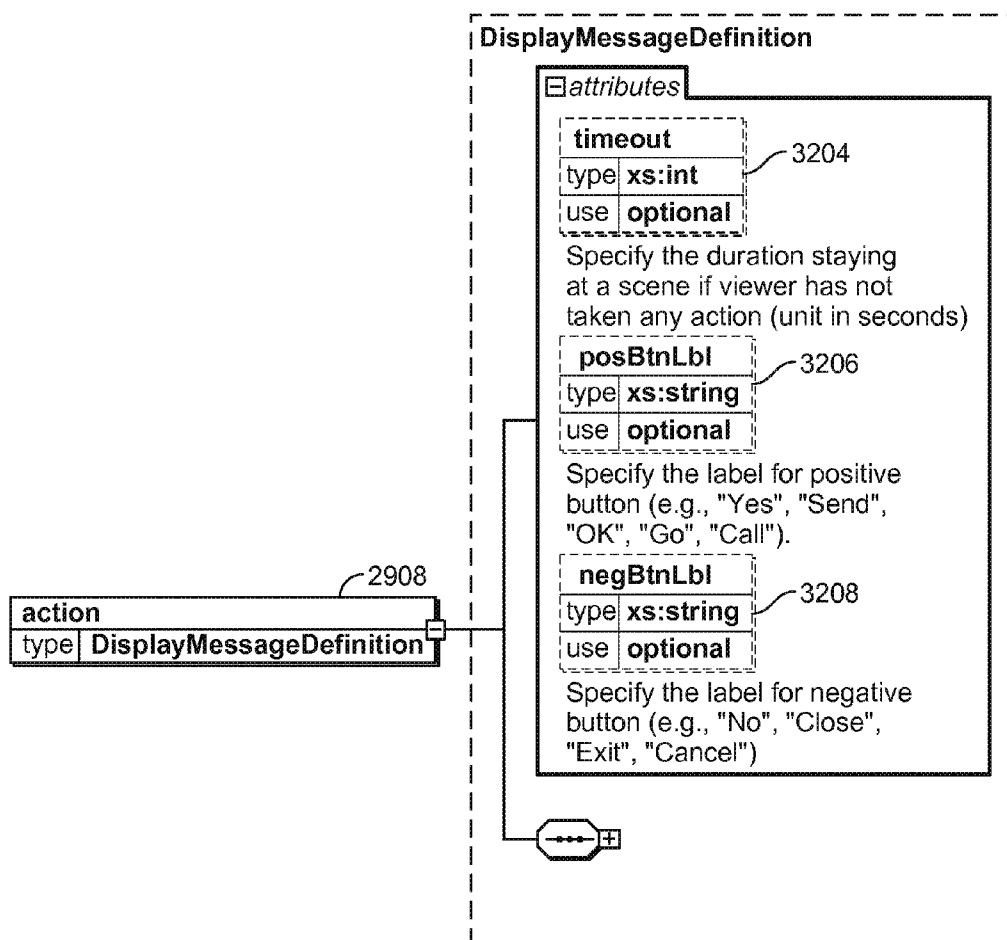 DisplayMessageDefinition
attributes
timeout
type xs:int
use optional
3204
Specify the duration staying
at a scene if viewer has not
taken any action (unit in seconds)
posBtnLbl
type xs:string
use optional
3206
Specify the label for positive
button (e.g., "Yes", "Send",
"OK", "Go", "Call").
negBtnLbl
type xs:string
use optional
3208
Specify the label for negative
button (e.g., "No", "Close",
"Exit", "Cancel")
2908
action
type DisplayMessageDefinition